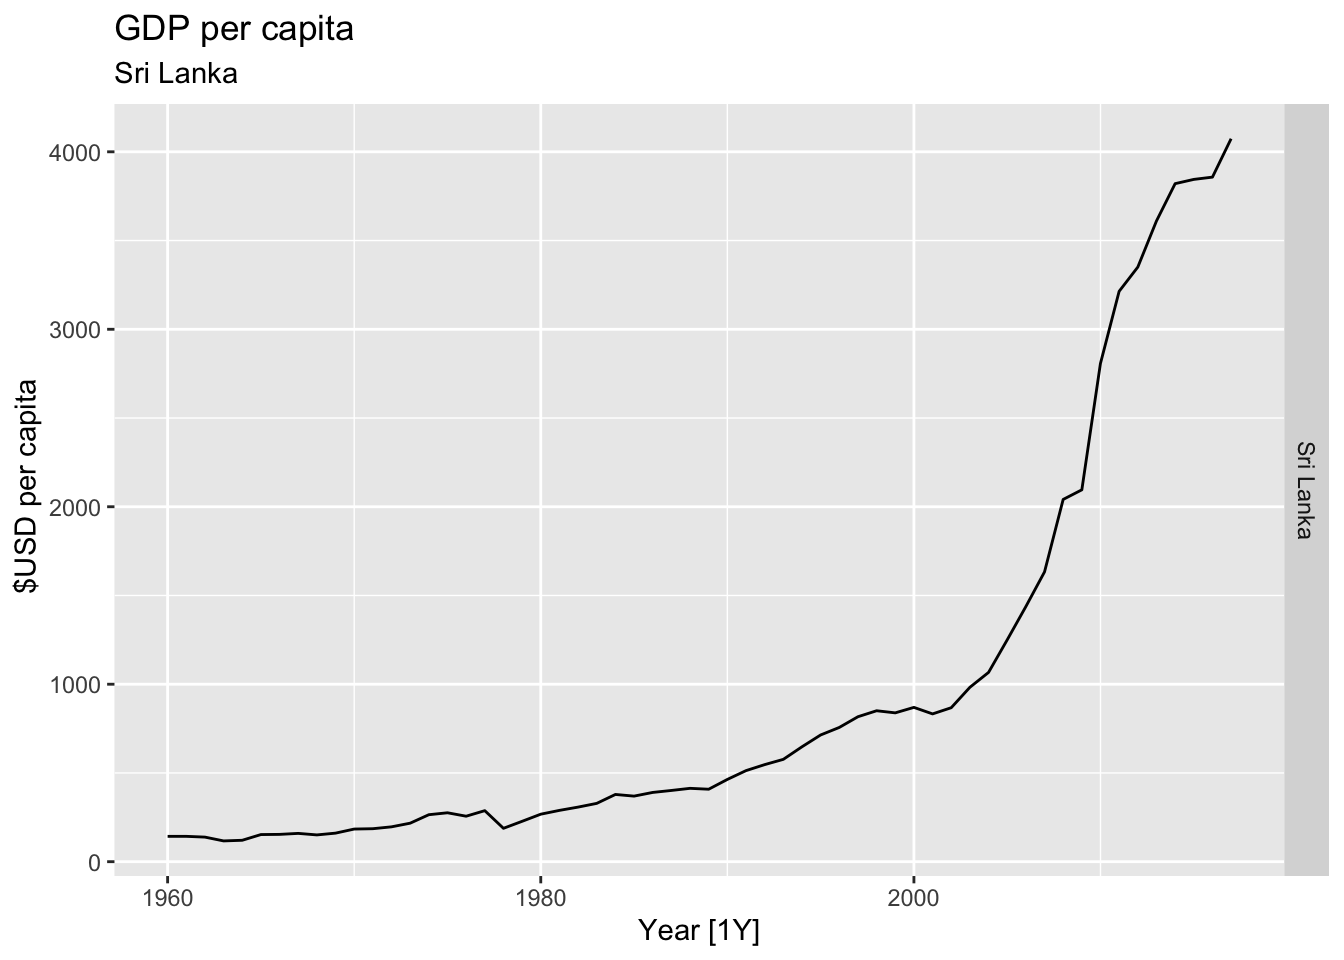 GDP per capita
Sri Lanka
4000
3000
2000
1000
0
$USD per capita
Sri Lanka
1960
1980
2000
Year [1Y]